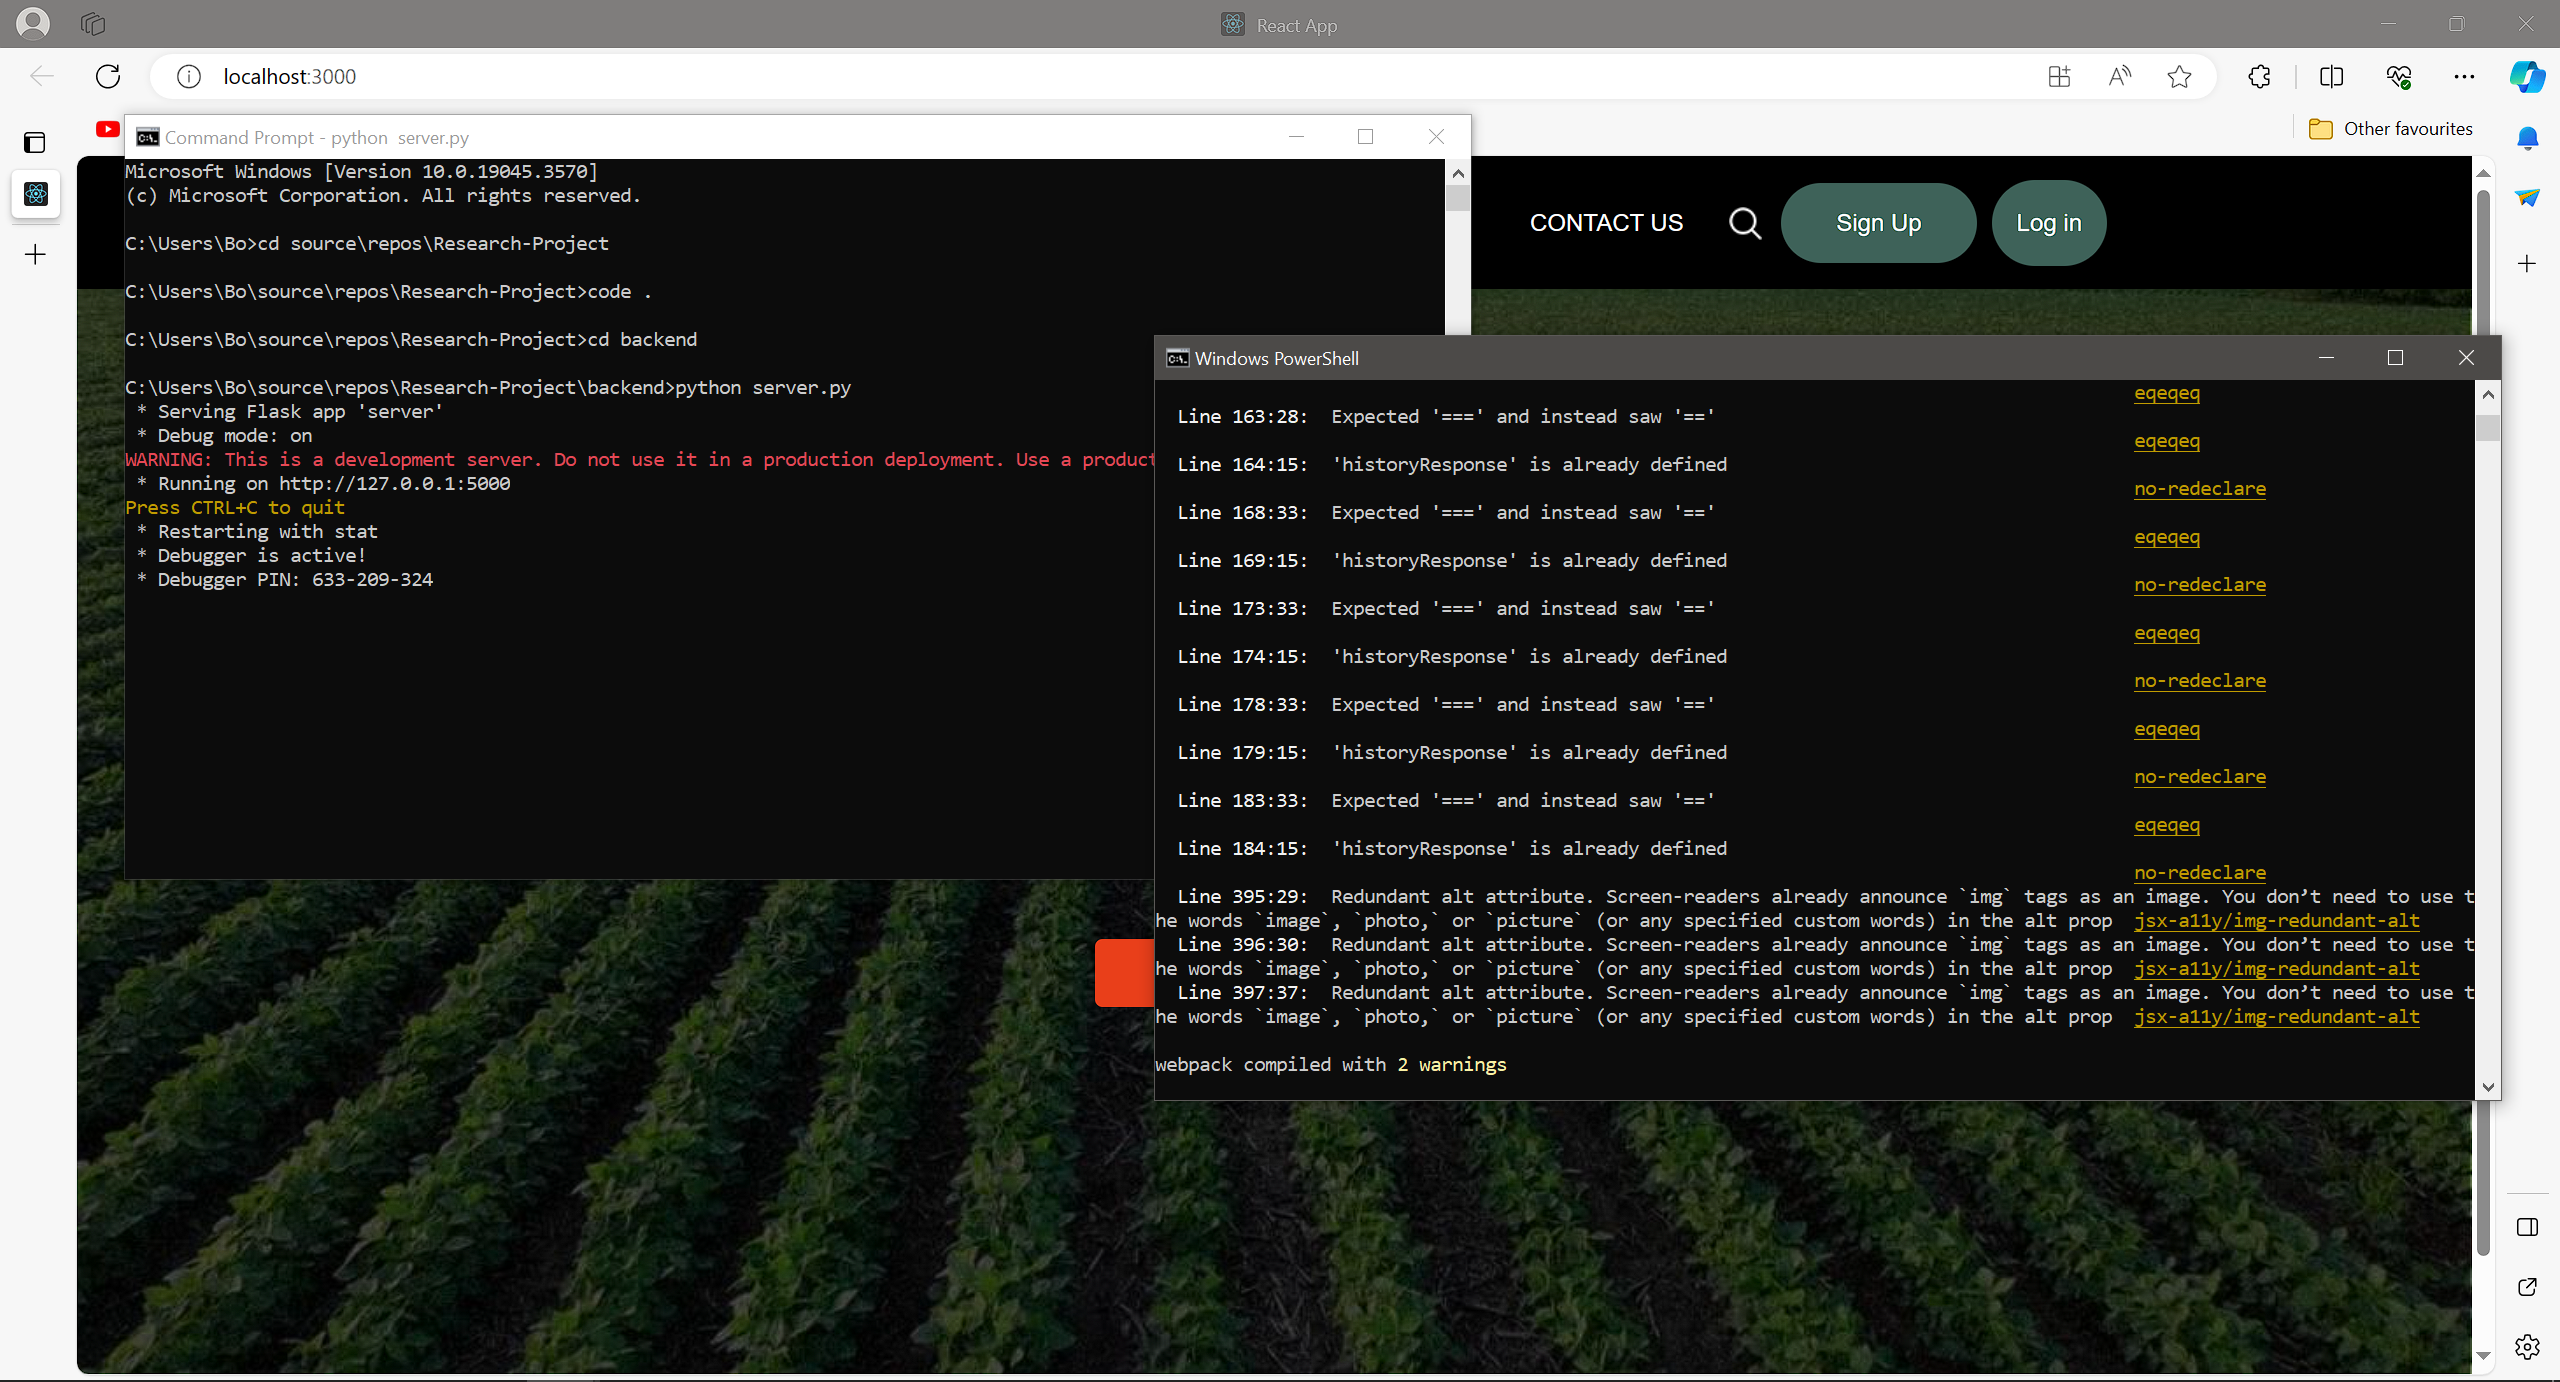 React App
localhost:3000
Other favourites
Command Prompt - python  server.py
Microsoft Windows [Version 10.0.19045.3570]
(c) Microsoft Corporation. All rights reserved.
C:\Users\Bo>cd source\repos\Research-Project
C:\Users\Bo\source\repos\Research-Project>code .
C:\Users\Bo\source\repos\Research-Project>cd backend
C:\Users\Bo\source\repos\Research-Project\backend>python server.py
* Serving Flask app 'server'
* Debug mode: on
WARNING: This is a development server. Do not use it in a production deployment. Use a product
* Running on http://127.0.0.1:5000
Press CTRL+C to quit
* Restarting with stat
* Debugger is active!
* Debugger PIN: 633-209-324
CONTACT US
Sign Up
Log in
Windows PowerShell
eqeqeq
Line 163:28:  Expected '===' and instead saw '=='
eqeqeq
Line 164:15:  'historyResponse' is already defined
no-redeclare
Line 168:33:  Expected '===' and instead saw '=='
eqeqeq
Line 169:15:  'historyResponse' is already defined
no-redeclare
Line 173:33:  Expected '===' and instead saw '=='
eqeqeq
Line 174:15:  'historyResponse' is already defined
no-redeclare
Line 178:33:  Expected '===' and instead saw '=='
eqeqeq
Line 179:15:  'historyResponse' is already defined
no-redeclare
Line 183:33:  Expected '===' and instead saw '=='
eqeqeq
Line 184:15:  'historyResponse' is already defined
no-redeclare
Line 395:29:  Redundant alt attribute. Screen-readers already announce `img` tags as an image. You don’t need to use t
he words `image`, `photo,` or `picture` (or any specified custom words) in the alt prop  jsx-a11y/img-redundant-alt
Line 396:30:  Redundant alt attribute. Screen-readers already announce `img` tags as an image. You don’t need to use t
he words `image`, `photo,` or `picture` (or any specified custom words) in the alt prop  jsx-a11y/img-redundant-alt
Line 397:37:  Redundant alt attribute. Screen-readers already announce `img` tags as an image. You don’t need to use t
he words `image`, `photo,` or `picture` (or any specified custom words) in the alt prop  jsx-a11y/img-redundant-alt
webpack compiled with 2 warnings